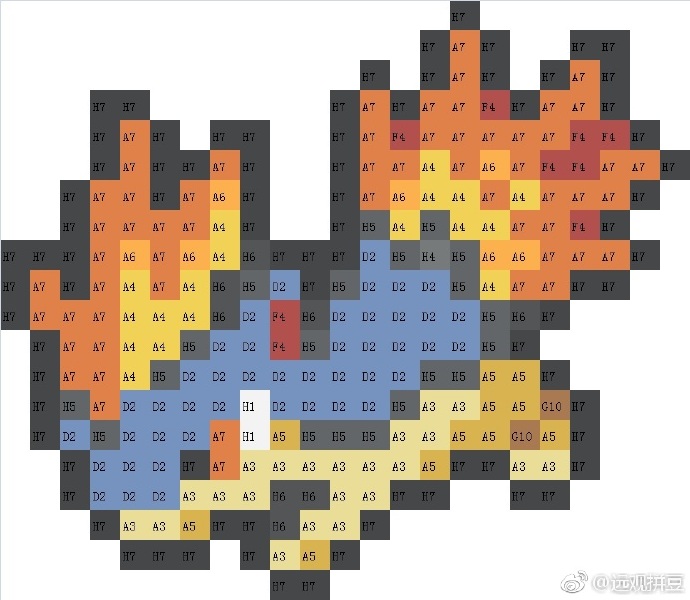 H7
H7 A7 H7 H7 H7
H7 H7 A7 H7 H7 A7 H7
H7 H7 H7 A7 H7 A7 A7 F4 H7 A7 A7 H7
H7 A7 H7 H7 H7 H7 A7 F4 A7 A7 A7 A7 A7 F4 F4 H7
H7 A7 H7 H7 A7 H7 H7 A7 A7 A4 A7 A6 A7 F4 F4 A7 A7 H7
H7 A7 A7 H7 A7 A6 H7 H7 A7 A6 A4 A4 A7 A4 A7 A7 A7 H7
H7 A7 A7 A7 A7 A4 H7 H7 H5 A4 H5 A4 A4 A7 A7 F4 H7
H7 H7 H7 A7 A6 A7 A6 A4 H6 H7 H7 H7 D2 H5 H4 H5 A6 A6 A7 A7 A7 H7
H7 A7 H7 A7 A4 A7 A4 H6 H5 D2 H7 H5 D2 D2 D2 H5 A4 A7 A7 H7 H7
H7 A7 A7 A7 A4 A4 A4 H6 D2 F4 H6 D2 D2 D2 D2 D2 H5 H6 H7
H7 A7 A7 A4 A4 H5 D2 D2 F4 H5 D2 D2 D2 D2 D2 H5 H7
H7 A7 A7 A4 H5 D2 D2 D2 D2 D2 D2 D2 D2 H5 H5 A5 A5 H7
H7 H5 A7 D2 D2 D2 D2 H1 D2 D2 D2 D2 H5 A3 A3 A5 A5 G10 H7
H7 D2 H5 D2 D2 D2 A7 H1 A5 H5 H5 H5 A3 A3 A5 A5 G10 A5 H7
H7 D2 D2 D2 H7 A7 A3 A3 A3 A3 A3 A3 A5 H7 H7 A3 A3 H7
H7 D2 D2 D2 A3 A3 A3 H6 H6 A3 A3 A3 H7 H7 H7 H7
H7 A3 A3 A5 H7 H7 H6 A3 A3 H7
H7 H7 H7 H7 A3 A5 H7
H7 H7
@远观拼豆